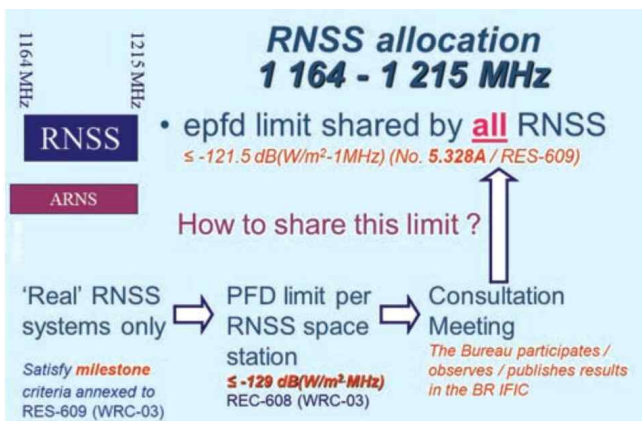 RNSS allocation
1 164 - 1 215 MHz
1164 MHz
1215 MHz
RNSS
ARNS
• epfd limit shared by all RNSS
≤ -121.5 dB(W/m²-1MHz) (No. 5.328A / RES-609)
How to share this limit ?
‘Real’ RNSS
systems only
Satisfy milestone
criteria annexed to
RES-609 (WRC-03)
PFD limit per
RNSS space
station
≤ -129 dB(W/m²·MHz)
REC-608 (WRC-03)
Consultation
Meeting
The Bureau participates /
observes / publishes results
in the BR IFIC